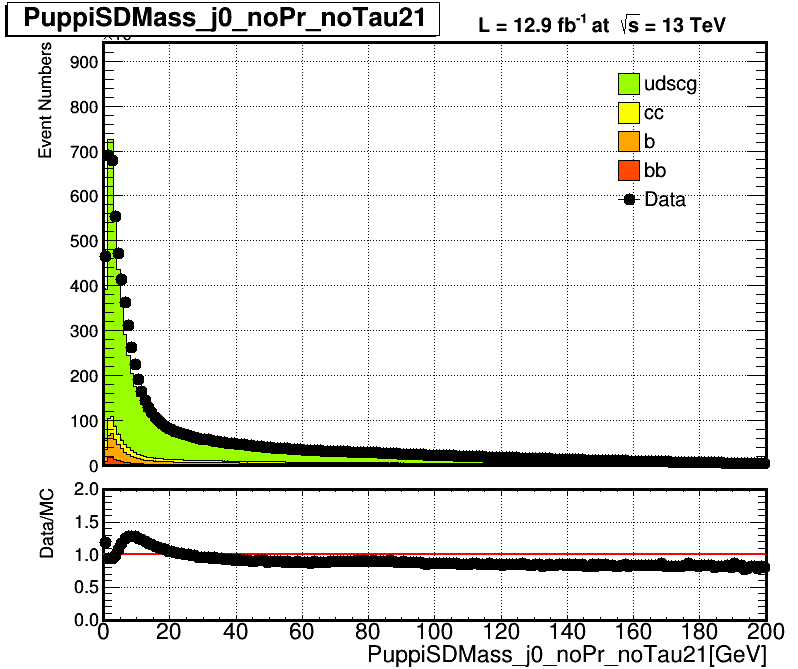 PuppiSDMass_j0_noPr_noTau21
L = 12.9 fb-1 at √s = 13 TeV
Event Numbers
900
800
700
600
500
400
300
200
100
0
udscg
cc
b
bb
Data
Data/MC
2.0
1.5
1.0
0.5
0.0
0 20 40 60 80 100 120 140 160 180 200
PuppiSDMass_j0_noPr_noTau21[GeV]